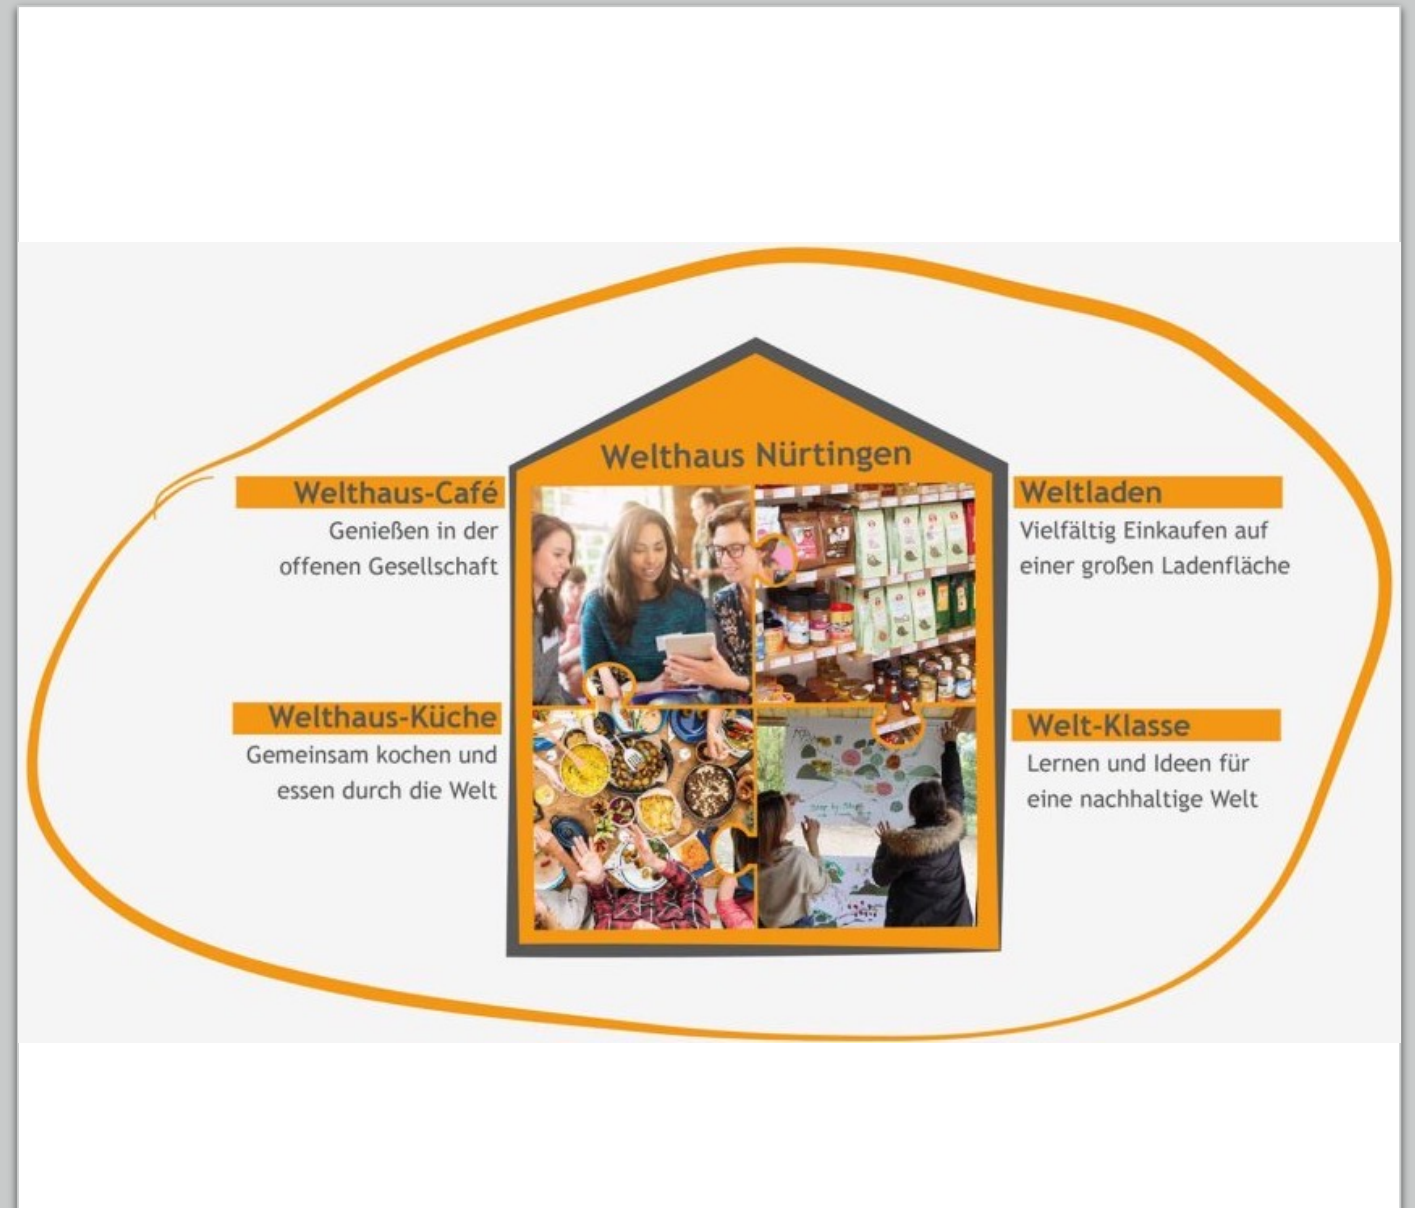 Welthaus Nürtingen
Welthaus-Café
Genießen in der
offenen Gesellschaft
Weltladen
Vielfältig Einkaufen auf
einer großen Ladenfläche
Welthaus-Küche
Gemeinsam kochen und
essen durch die Welt
Welt-Klasse
Lernen und Ideen für
eine nachhaltige Welt